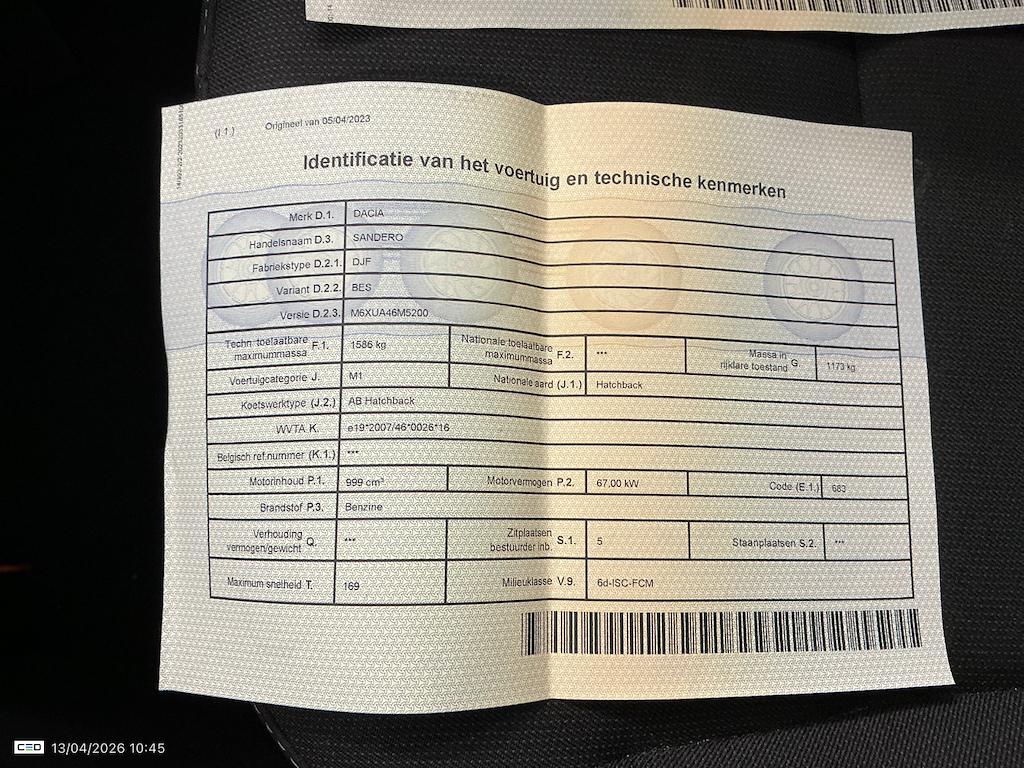 (I.1.) Origineel van 05/04/2023
Identificatie van het voertuig en technische kenmerken
Merk D.1. DACIA
Handelsnaam D.3. SANDERO
Fabriekstype D.2.1. DJF
Variant D.2.2. BES
Versie D.2.3. M6XUA46M5200
Techn. toelaatbare maximummassa F.1. 1586 kg Nationale toelaatbare maximummassa F.2. *** Massa in rijklare toestand G. 1173 kg
Voertuigcategorie J. M1 Nationale aard (J.1.) Hatchback
Koetswerktype (J.2.) AB Hatchback
WVTA K. e19*2007/46*0026*16
Belgisch ref.nummer (K.1.) ***
Motorinhoud P.1. 999 cm³ Motorvermogen P.2. 67,00 kW Code (E.1.) 683
Brandstof P.3. Benzine
Verhouding vermogen/gewicht Q. *** Zitplaatsen bestuurder inb. S.1. 5 Staanplaatsen S.2. ***
Maximum snelheid T. 169 Milieuklasse V.9. 6d-ISC-FCM
CEO 13/04/2026 10:45